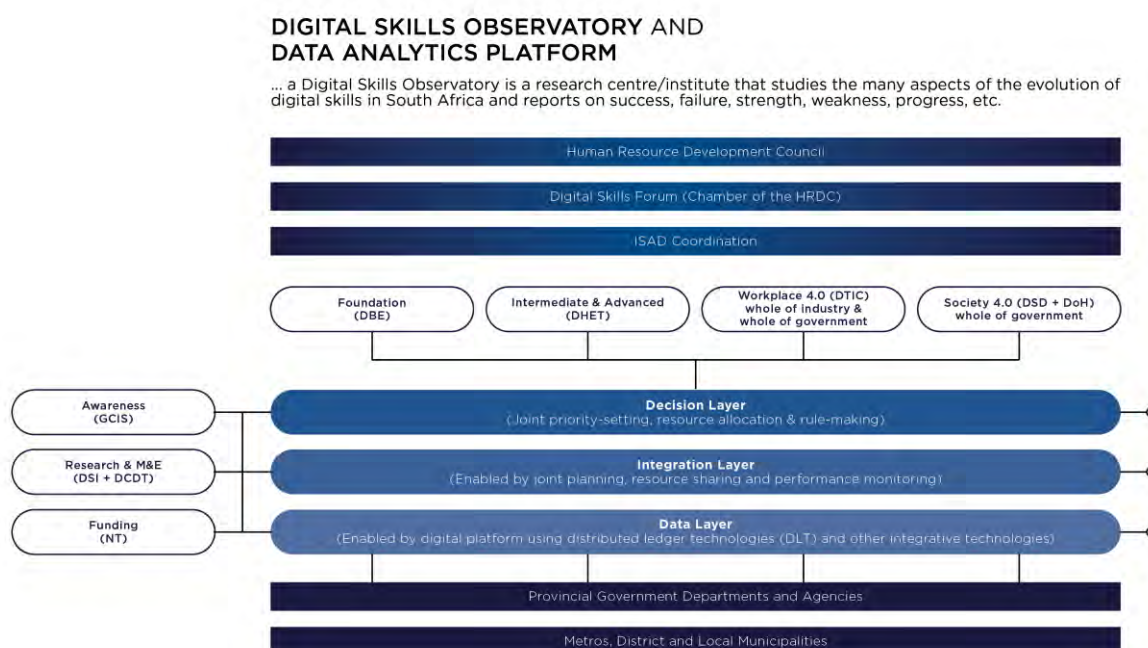 DIGITAL SKILLS OBSERVATORY AND
DATA ANALYTICS PLATFORM
... a Digital Skills Observatory is a research centre/institute that studies the many aspects of the evolution of
digital skills in South Africa and reports on success, failure, strength, weakness, progress, etc.
Human Resource Development Council
Digital Skills Forum (Chamber of the HRDC)
ISAD Coordination
Foundation
(DBE)
Intermediate & Advanced
(DHET)
Workplace 4.0 (DTIC)
whole of industry &
whole of government
Society 4.0 (DSD + DoH)
whole of government
Awareness
(GCIS)
Decision Layer
(Joint priority-setting, resource allocation & rule-making)
Research & M&E
(DSI + DCDT)
Integration Layer
(Enabled by joint planning, resource sharing and performance monitoring)
Funding
(NT)
Data Layer
(Enabled by digital platform using distributed ledger technologies (DLT) and other integrative technologies)
Provincial Government Departments and Agencies
Metros, District and Local Municipalities